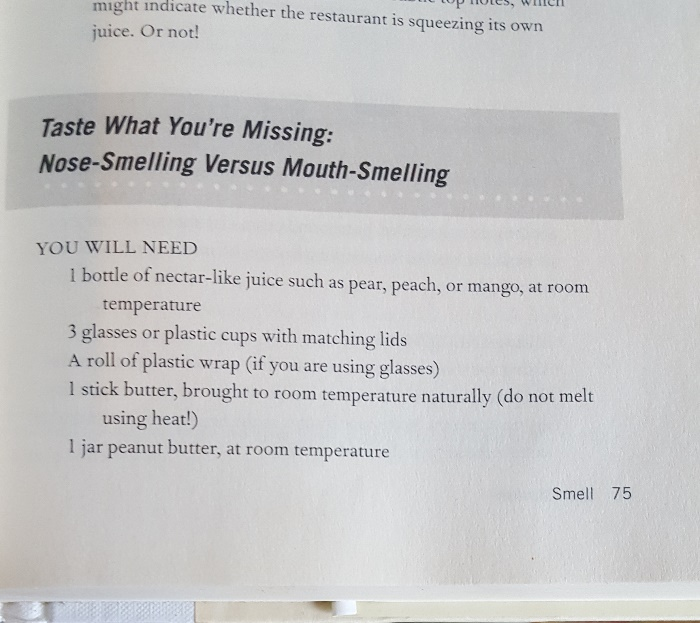 might indicate whether the restaurant is squeezing its own
juice. Or not!
Taste What You're Missing:
Nose-Smelling Versus Mouth-Smelling
YOU WILL NEED
1 bottle of nectar-like juice such as pear, peach, or mango, at room
temperature
3 glasses or plastic cups with matching lids
A roll of plastic wrap (if you are using glasses)
1 stick butter, brought to room temperature naturally (do not melt
using heat!)
1 jar peanut butter, at room temperature
Smell 75